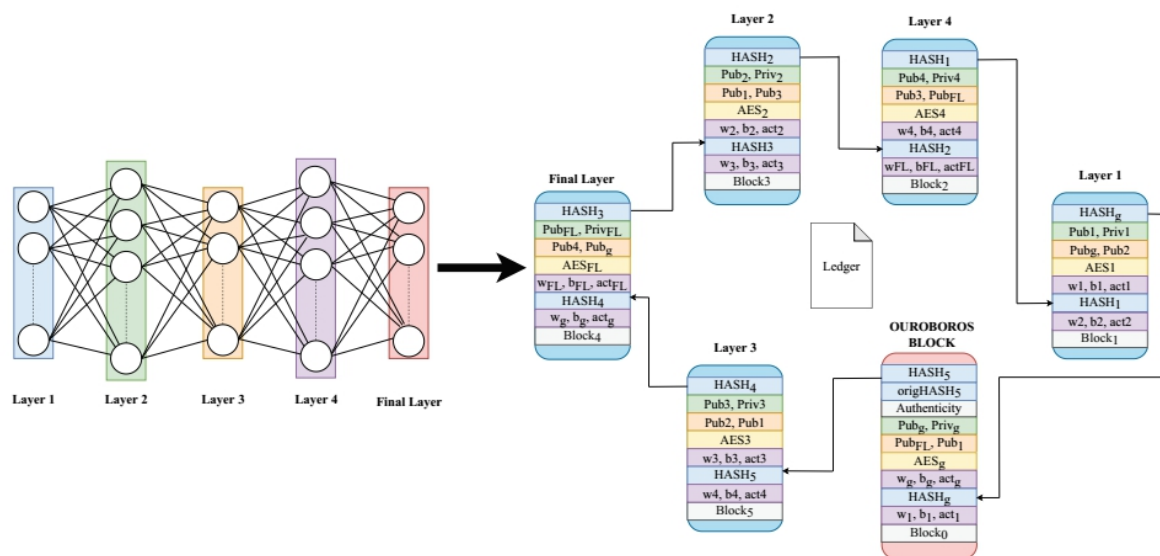 Layer 1
Layer 2
Layer 3
Layer 4
Final Layer
Final Layer
HASH3
PubFL, PrivFL
Pub4, Pubg
AESFL
wFL, bFL, actFL
HASH4
wg, bg, actg
Block4
Layer 2
HASH2
Pub2, Priv2
Pub1, Pub3
AES2
w2, b2, act2
HASH3
w3, b3, act3
Block3
Layer 4
HASH1
Pub4, Priv4
Pub3, PubFL
AES4
w4, b4, act4
HASH2
wFL, bFL, actFL
Block2
Layer 1
HASHg
Pub1, Priv1
Pubg, Pub2
AES1
w1, b1, act1
HASH1
w2, b2, act2
Block1
Ledger
Layer 3
HASH4
Pub3, Priv3
Pub2, Pub1
AES3
w3, b3, act3
HASH5
w4, b4, act4
Block5
OUROBOROS
BLOCK
HASH5
origHASH5
Authenticity
Pubg, Privg
PubFL, Pub1
AESg
wg, bg, actg
HASHg
w1, b1, act1
Block0